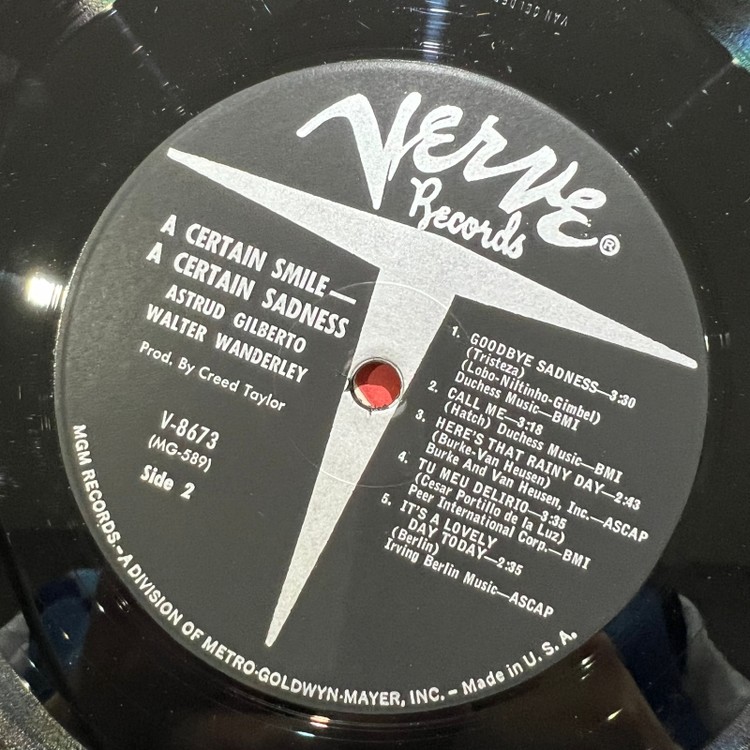 VAN GELDE
VERVE
Records®
A CERTAIN SMILE—
A CERTAIN SADNESS
ASTRUD GILBERTO
WALTER WANDERLEY
Prod. By Creed Taylor
V-8673
(MG-589)
Side 2
1. GOODBYE SADNESS—3:30
(Tristeza)
(Lobo-Niltinho-Gimbel)
Duchess Music—BMI
2. CALL ME—3:18
(Hatch) Duchess Music—BMI
3. HERE'S THAT RAINY DAY—2:43
(Burke-Van Heusen)
Burke And Van Heusen, Inc.—ASCAP
4. TU MEU DELIRIO—3:35
(Cesar Portillo de la Luz)
Peer International Corp.—BMI
5. IT'S A LOVELY
DAY TODAY—2:35
(Berlin)
Irving Berlin Music—ASCAP
MGM RECORDS.–A DIVISION OF METRO-GOLDWYN-MAYER, INC. – Made in U. S. A.